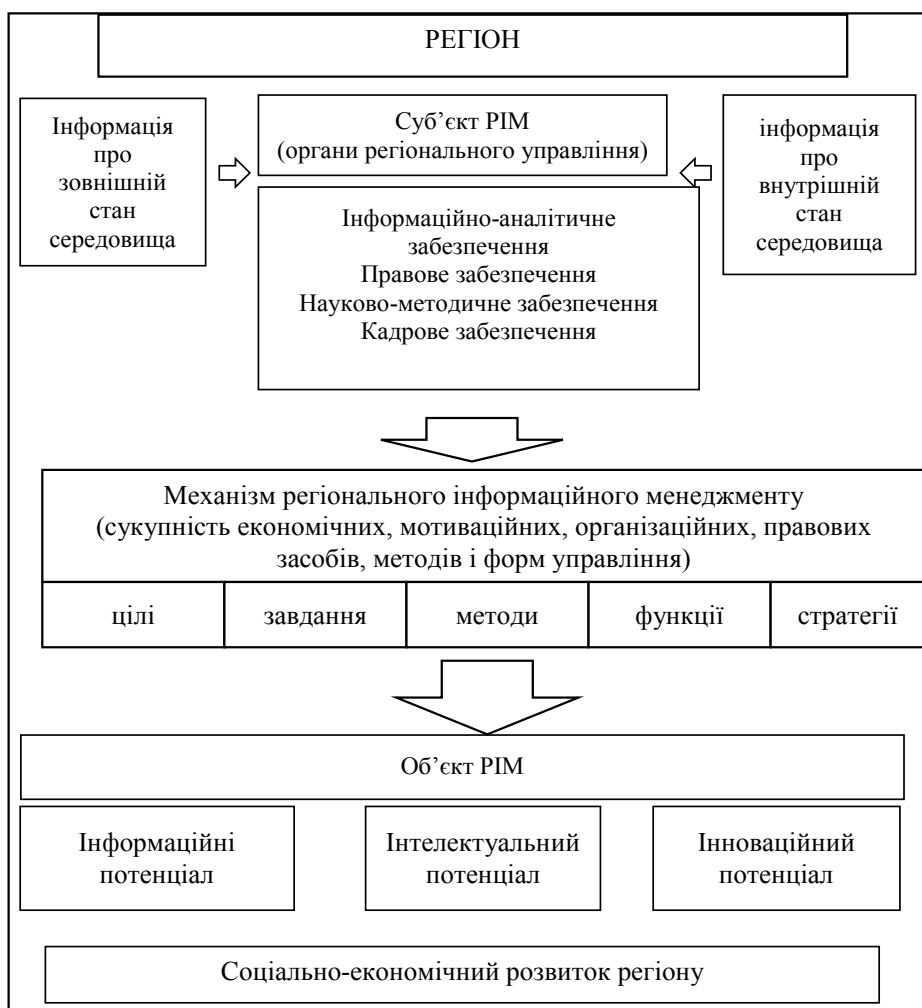 РЕГІОН
Інформація
про
зовнішній
стан
середовища
Суб’єкт РІМ
(органи регіонального управління)
інформація
про
внутрішній
стан
середовища
Інформаційно-аналітичне
забезпечення
Правове забезпечення
Науково-методичне забезпечення
Кадрове забезпечення
Механізм регіонального інформаційного менеджменту
(сукупність економічних, мотиваційних, організаційних, правових
засобів, методів і форм управління)
цілі
завдання
методи
функції
стратегії
Об’єкт РІМ
Інформаційні
потенціал
Інтелектуальний
потенціал
Інноваційний
потенціал
Соціально-економічний розвиток регіону